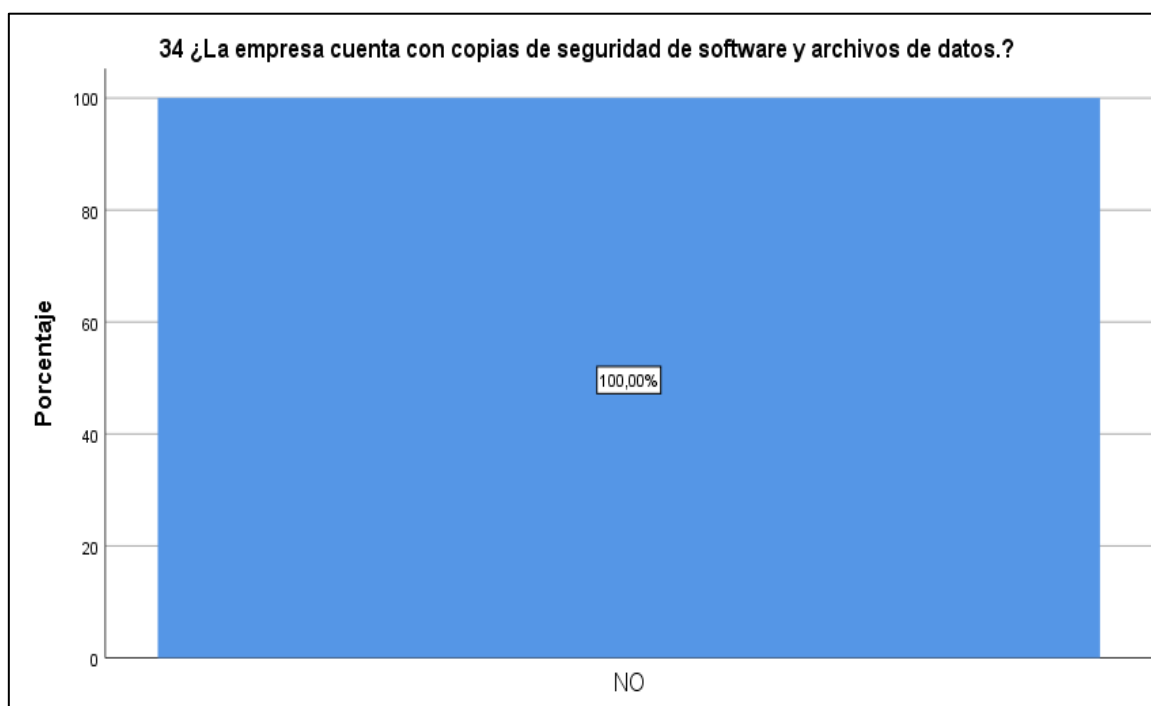 34 ¿La empresa cuenta con copias de seguridad de software y archivos de datos.?
Porcentaje
100
80
60
40
20
0
100,00%
NO